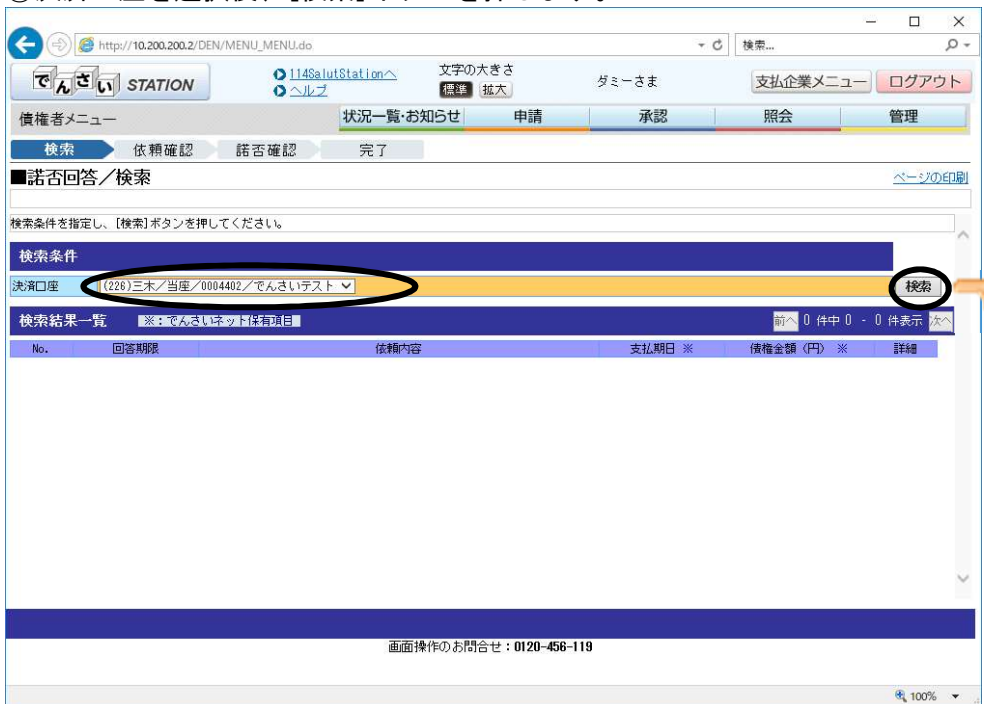 http://10.200.200.2/DEN/MENU_MENU.do 検索...
でんさい STATION 114SalutStationへ 文字の大きさ ダミーさま 支払企業メニュー ログアウト
ヘルプ 標準 拡大
債権者メニュー 状況一覧・お知らせ 申請 承認 照会 管理
検索 依頼確認 諾否確認 完了
■諾否回答／検索 ページの印刷
検索条件を指定し、[検索]ボタンを押してください。
検索条件
決済口座 (226)三木／当座／0004402／でんさいテスト 検索
検索結果一覧 ※：でんさいネット保有項目 前へ 0 件中 0 - 0 件表示 次へ
No. 回答期限 依頼内容 支払期日 ※ 債権金額（円） ※ 詳細
画面操作のお問合せ：0120-456-119
100%